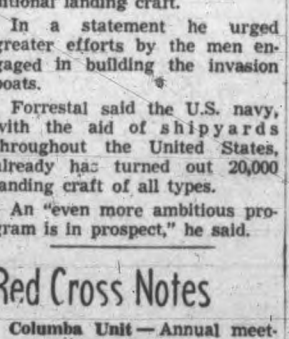 itional landing craft.
In a statement he urged
greater efforts by the men en-
gaged in building the invasion
boats.
Forrestal said the U.S. navy,
with the aid of shipyards
throughout the United States,
already has turned out 20,000
landing craft of all types.
An "even more ambitious pro-
gram is in prospect," he said.
Red Cross Notes
Columba Unit — Annual meet-